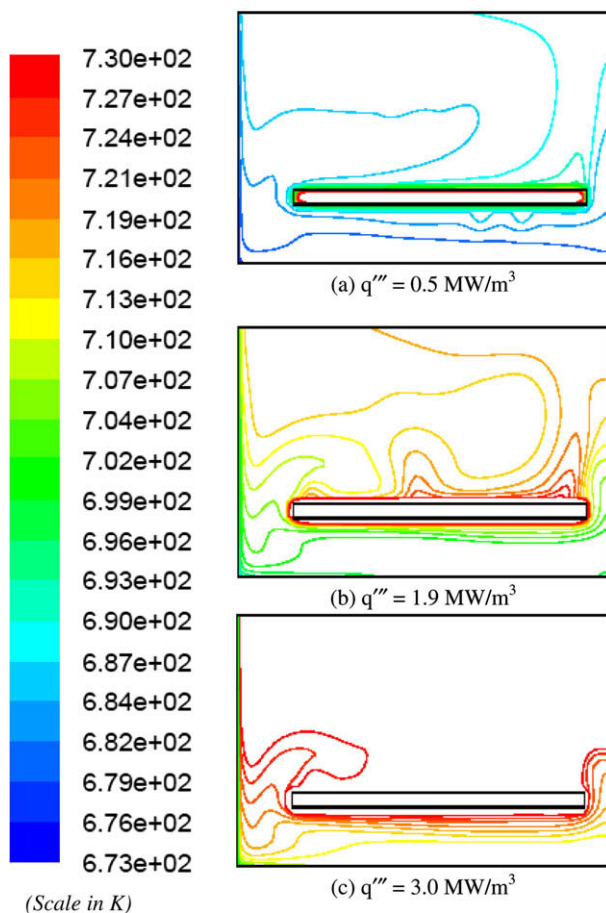 7.30e+02
7.27e+02
7.24e+02
7.21e+02
7.19e+02
7.16e+02
7.13e+02
7.10e+02
7.07e+02
7.04e+02
7.02e+02
6.99e+02
6.96e+02
6.93e+02
6.90e+02
6.87e+02
6.84e+02
6.82e+02
6.79e+02
6.76e+02
6.73e+02
(Scale in K)
(a) q‴ = 0.5 MW/m³
(b) q‴ = 1.9 MW/m³
(c) q‴ = 3.0 MW/m³